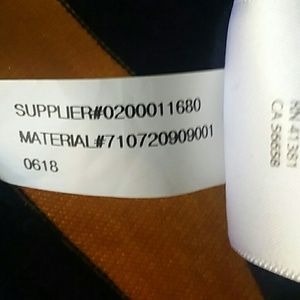 SUPPLIER#0200011680
MATERIAL#710720909001
0618
RN 41381
CA 56658